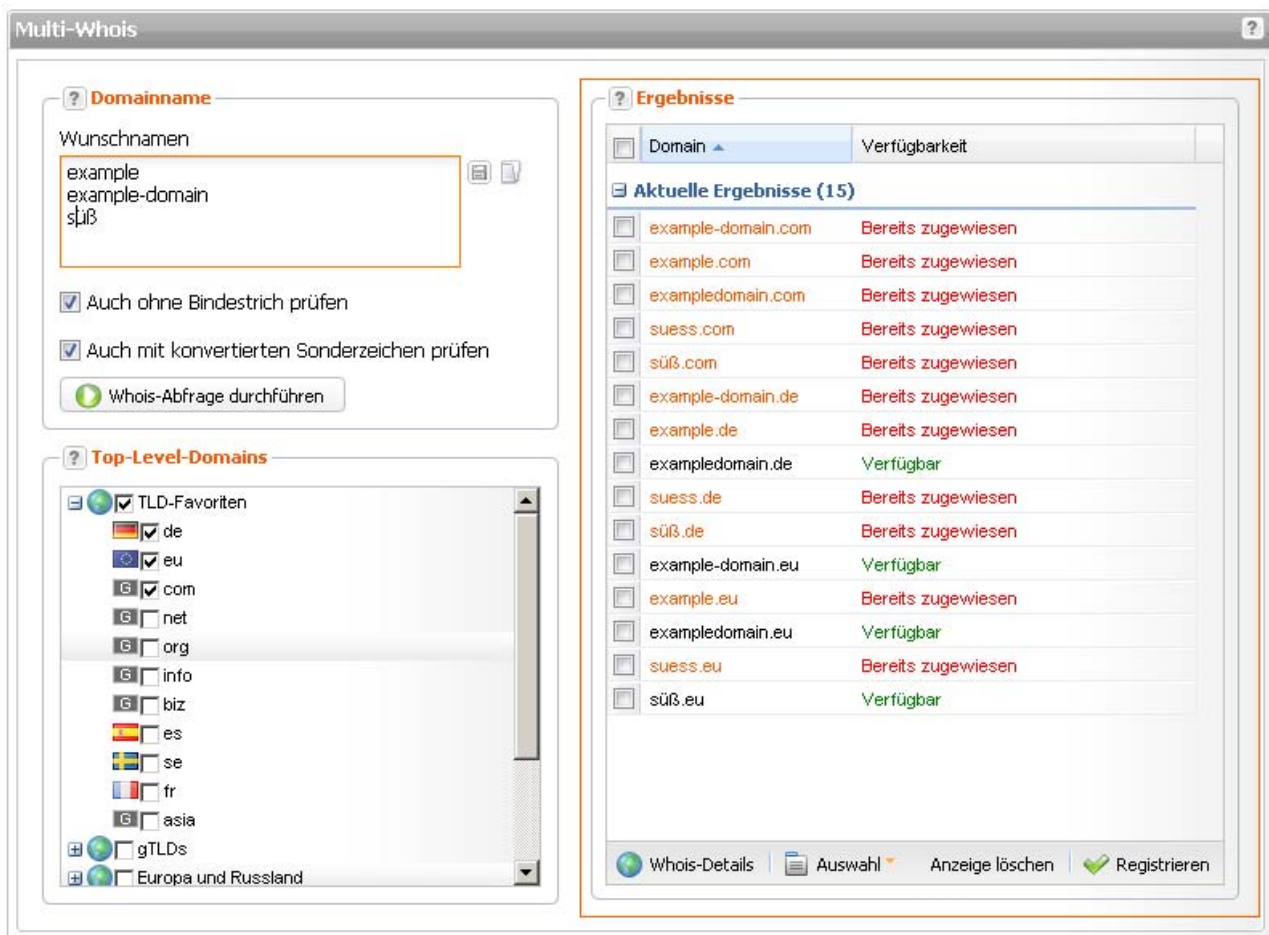 Multi-Whois
?
? Domainname
Wunschnamen
example
example-domain
süß
Auch ohne Bindestrich prüfen
Auch mit konvertierten Sonderzeichen prüfen
Whois-Abfrage durchführen
? Top-Level-Domains
TLD-Favoriten
de
eu
G com
G net
G org
G info
G biz
es
se
fr
G asia
gTLDs
Europa und Russland
? Ergebnisse
Domain Verfügbarkeit
Aktuelle Ergebnisse (15)
example-domain.com Bereits zugewiesen
example.com Bereits zugewiesen
exampledomain.com Bereits zugewiesen
suess.com Bereits zugewiesen
süß.com Bereits zugewiesen
example-domain.de Bereits zugewiesen
example.de Bereits zugewiesen
exampledomain.de Verfügbar
suess.de Bereits zugewiesen
süß.de Bereits zugewiesen
example-domain.eu Verfügbar
example.eu Bereits zugewiesen
exampledomain.eu Verfügbar
suess.eu Bereits zugewiesen
süß.eu Verfügbar
Whois-Details Auswahl Anzeige löschen Registrieren